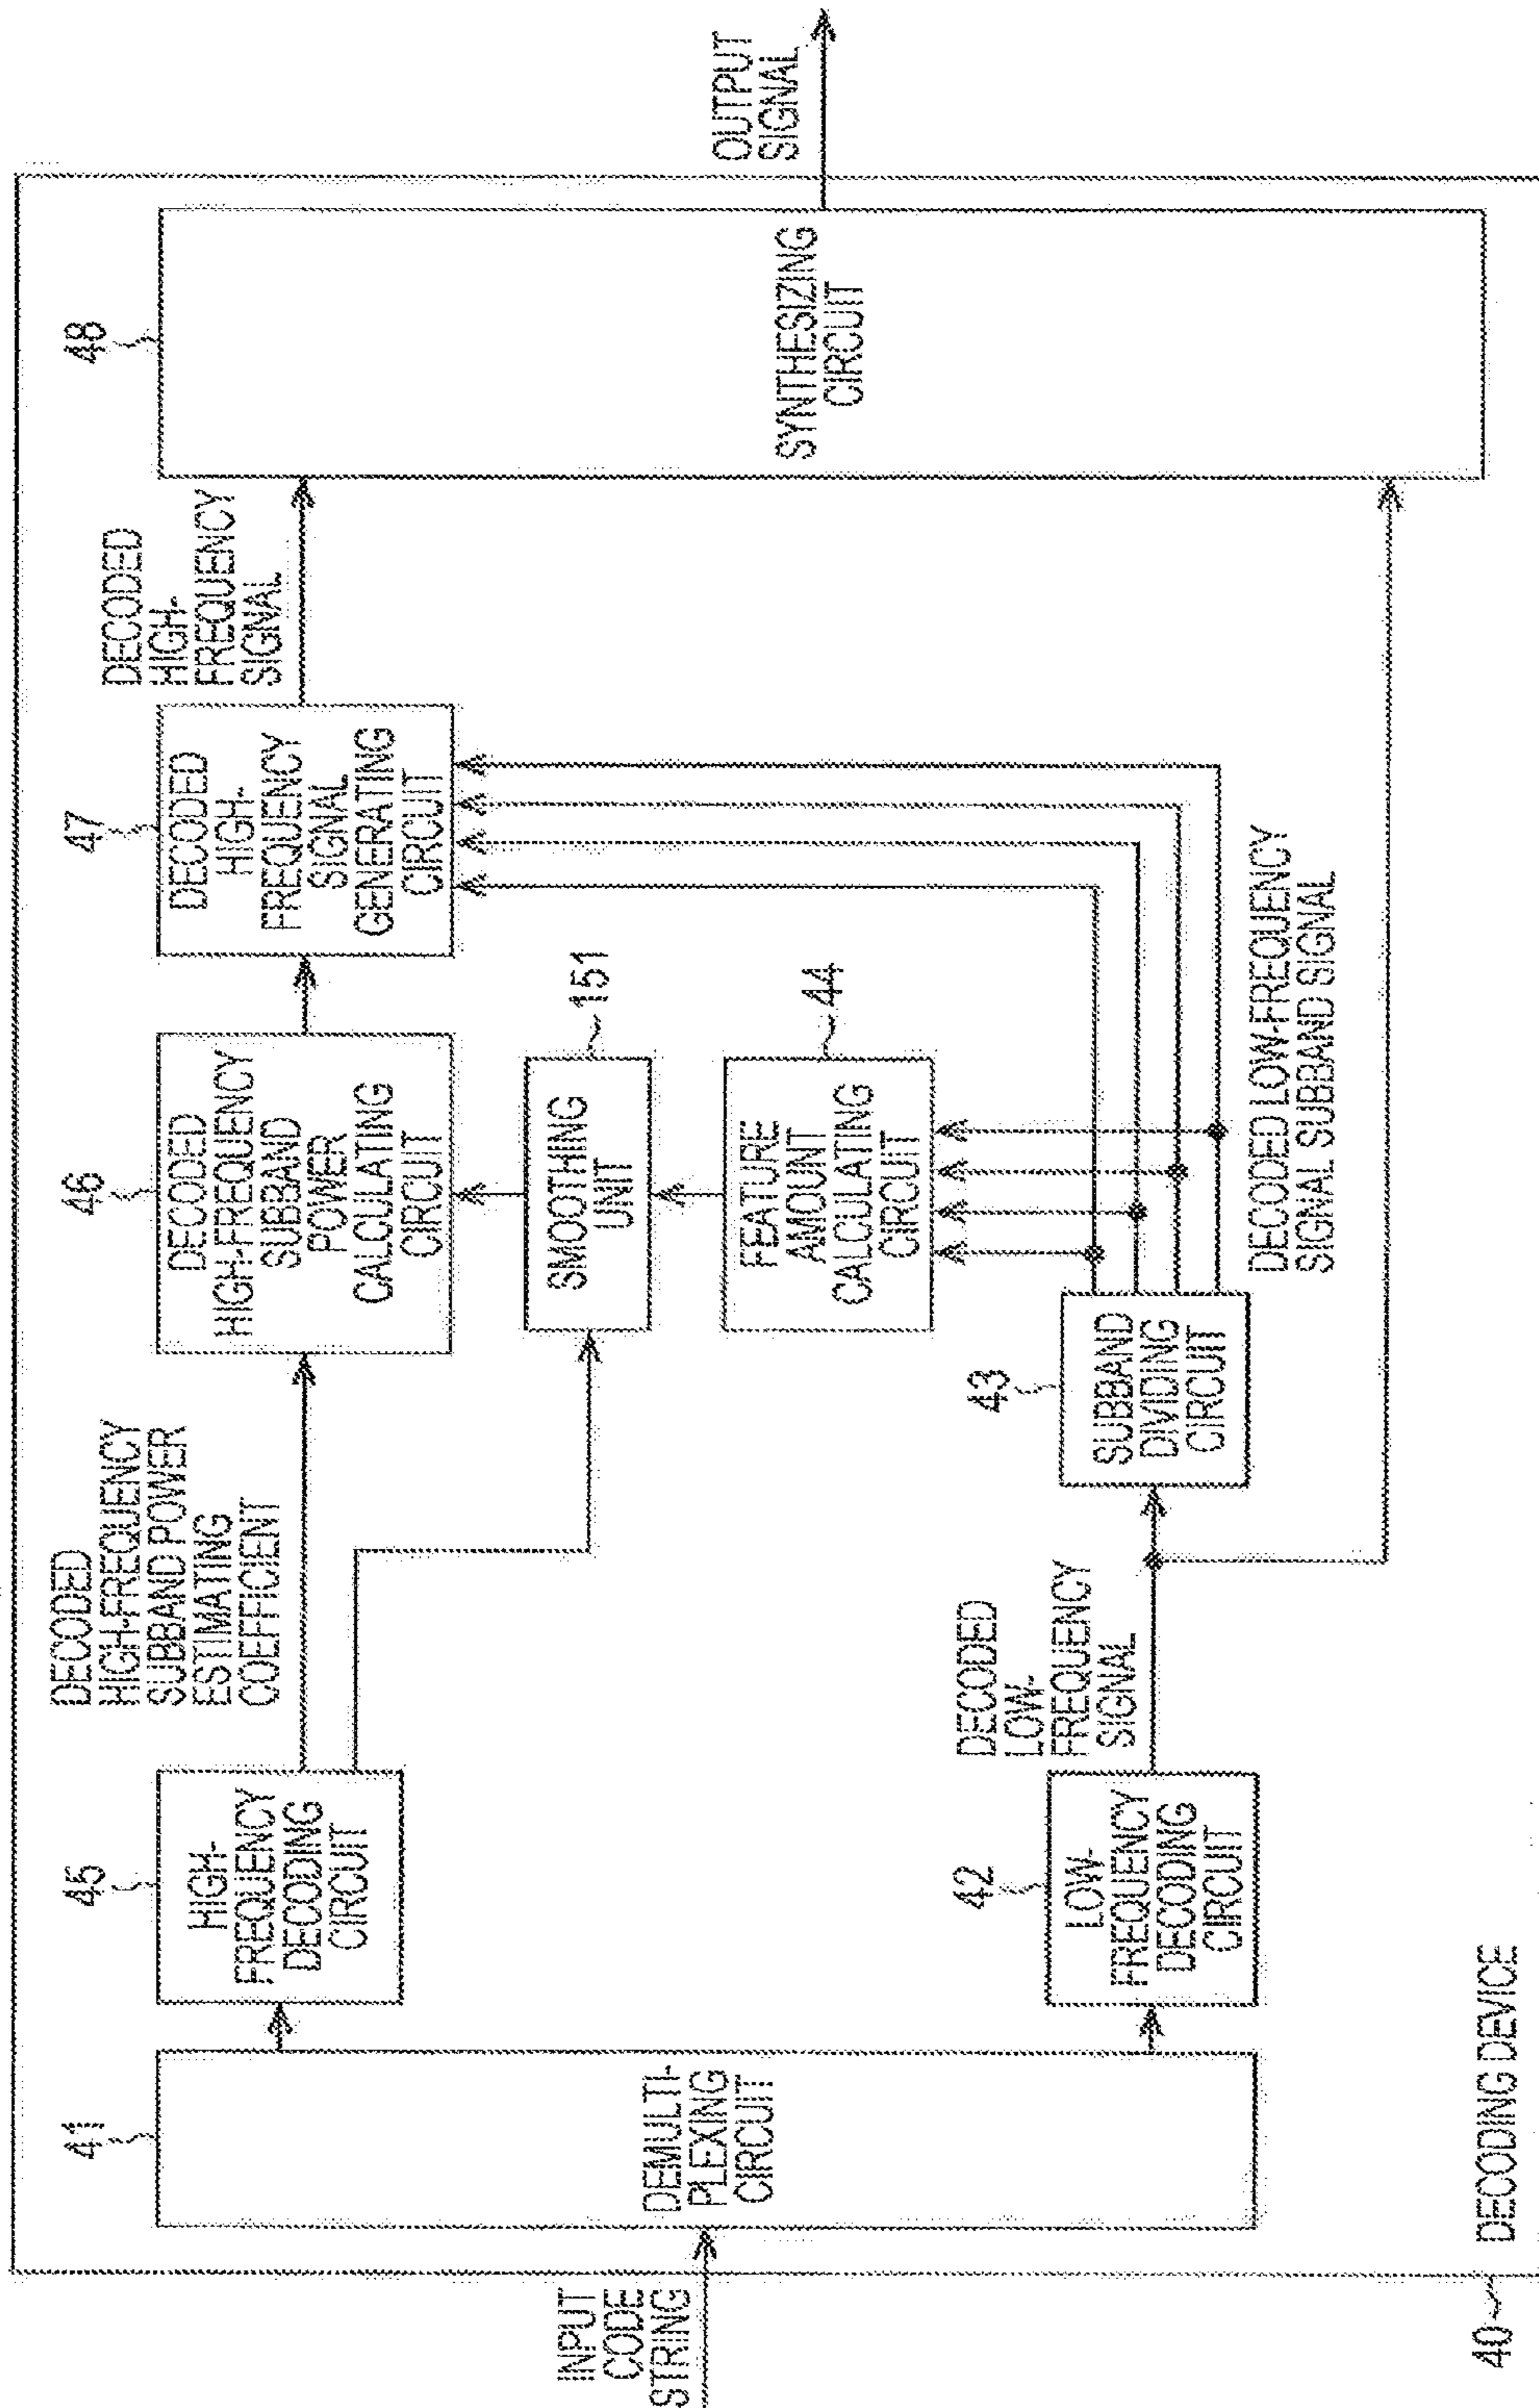 INPUT
CODE
STRING
41
DEMULTI-
PLEXING
CIRCUIT
45
HIGH-
FREQUENCY
DECODING
CIRCUIT
DECODED
HIGH-FREQUENCY
SUBBAND POWER
ESTIMATING
COEFFICIENT
46
DECODED
HIGH-FREQUENCY
SUBBAND
POWER
CALCULATING
CIRCUIT
47
DECODED
HIGH-
FREQUENCY
SIGNAL
GENERATING
CIRCUIT
DECODED
HIGH-
FREQUENCY
SIGNAL
48
SYNTHESIZING
CIRCUIT
OUTPUT
SIGNAL
SMOOTHING
UNIT
151
FEATURE
AMOUNT
CALCULATING
CIRCUIT
44
42
LOW-
FREQUENCY
DECODING
CIRCUIT
DECODED
LOW-
FREQUENCY
SIGNAL
43
SUBBAND
DIVIDING
CIRCUIT
DECODED LOW-FREQUENCY
SIGNAL SUBBAND SIGNAL
40 DECODING DEVICE